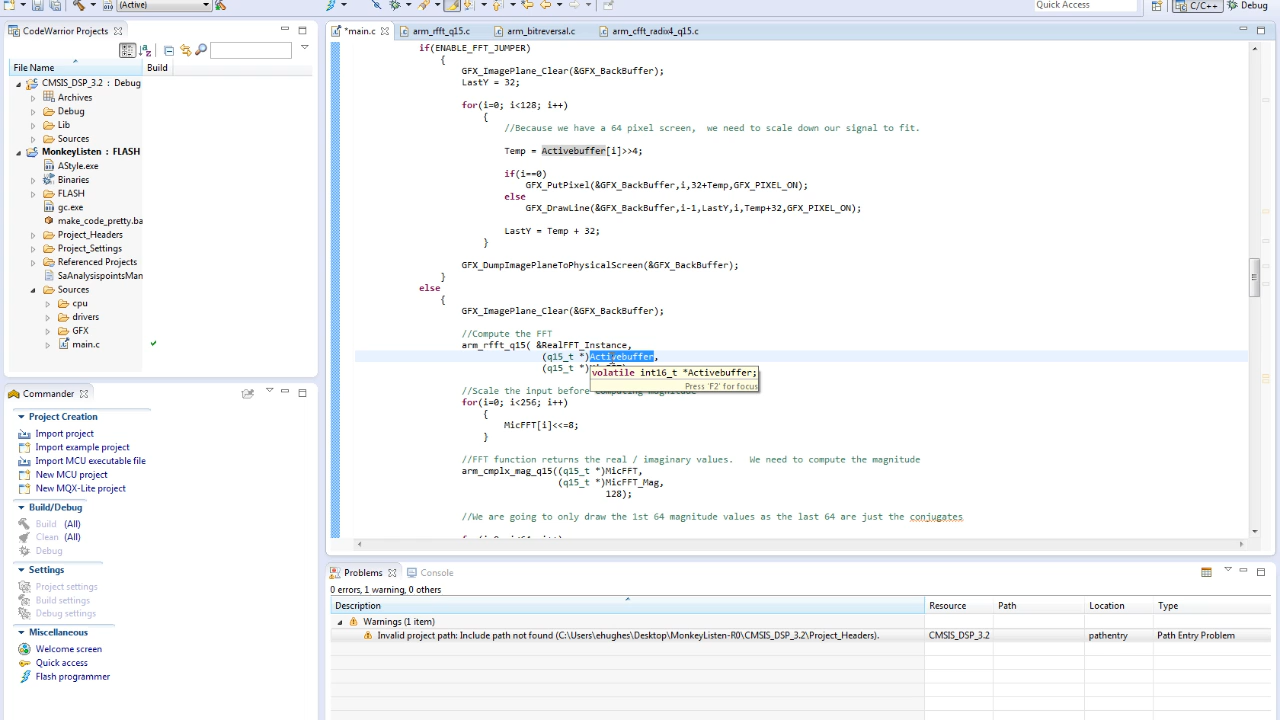 (Active)
Quick Access
C/C++
Debug
CodeWarrior Projects
File Name
Build
CMSIS_DSP_3.2 : Debug
Archives
Debug
Lib
Sources
MonkeyListen : FLASH
AStyle.exe
Binaries
FLASH
gc.exe
make_code_pretty.ba
Project_Headers
Project_Settings
Referenced Projects
SaAnalysispointsMan
Sources
cpu
drivers
GFX
main.c
Commander
Project Creation
Import project
Import example project
Import MCU executable file
New MCU project
New MQX-Lite project
Build/Debug
Build (All)
Clean (All)
Debug
Settings
Project settings
Build settings
Debug settings
Miscellaneous
Welcome screen
Quick access
Flash programmer
*main.c
arm_rfft_q15.c
arm_bitreversal.c
arm_cfft_radix4_q15.c
if(ENABLE_FFT_JUMPER)
{
GFX_ImagePlane_Clear(&GFX_BackBuffer);
LastY = 32;
for(i=0; i<128; i++)
{
//Because we have a 64 pixel screen, we need to scale down our signal to fit.
Temp = Activebuffer[i]>>4;
if(i==0)
GFX_PutPixel(&GFX_BackBuffer,i,32+Temp,GFX_PIXEL_ON);
else
GFX_DrawLine(&GFX_BackBuffer,i-1,LastY,i,Temp+32,GFX_PIXEL_ON);
LastY = Temp + 32;
}
GFX_DumpImagePlaneToPhysicalScreen(&GFX_BackBuffer);
}
else
{
GFX_ImagePlane_Clear(&GFX_BackBuffer);
//Compute the FFT
arm_rfft_q15( &RealFFT_Instance,
(q15_t *)Activebuffer,
(q15_t *)
volatile int16_t *Activebuffer;
Press 'F2' for focus
//Scale the input before computing magnitude
for(i=0; i<256; i++)
{
MicFFT[i]<<=8;
}
//FFT function returns the real / imaginary values. We need to compute the magnitude
arm_cmplx_mag_q15((q15_t *)MicFFT,
(q15_t *)MicFFT_Mag,
128);
//We are going to only draw the 1st 64 magnitude values as the last 64 are just the conjugates
Problems
Console
0 errors, 1 warning, 0 others
Description
Resource
Path
Location
Type
Warnings (1 item)
Invalid project path: Include path not found (C:\Users\ehughes\Desktop\MonkeyListen-R0\CMSIS_DSP_3.2\Project_Headers).
CMSIS_DSP_3.2
pathentry
Path Entry Problem